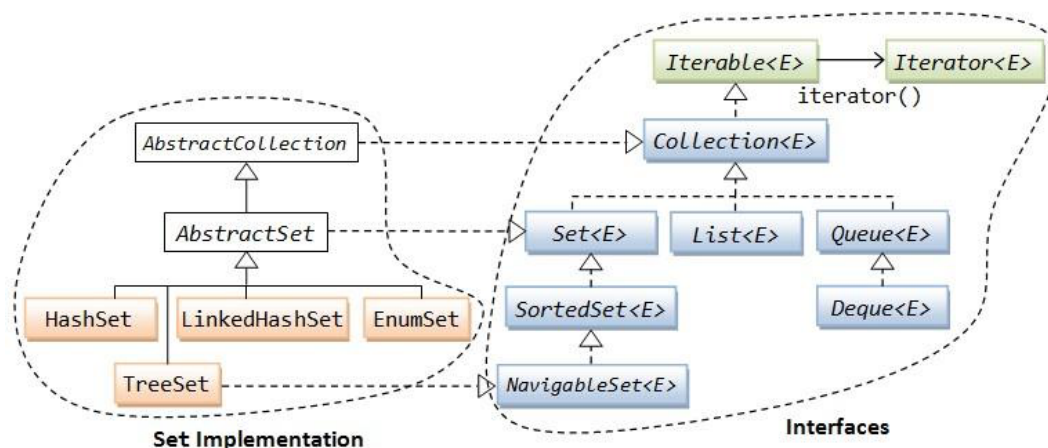 Iterable<E>
Iterator<E>
iterator()
AbstractCollection
Collection<E>
AbstractSet
Set<E>
List<E>
Queue<E>
HashSet
LinkedHashSet
EnumSet
SortedSet<E>
Deque<E>
TreeSet
NavigableSet<E>
Set Implementation
Interfaces